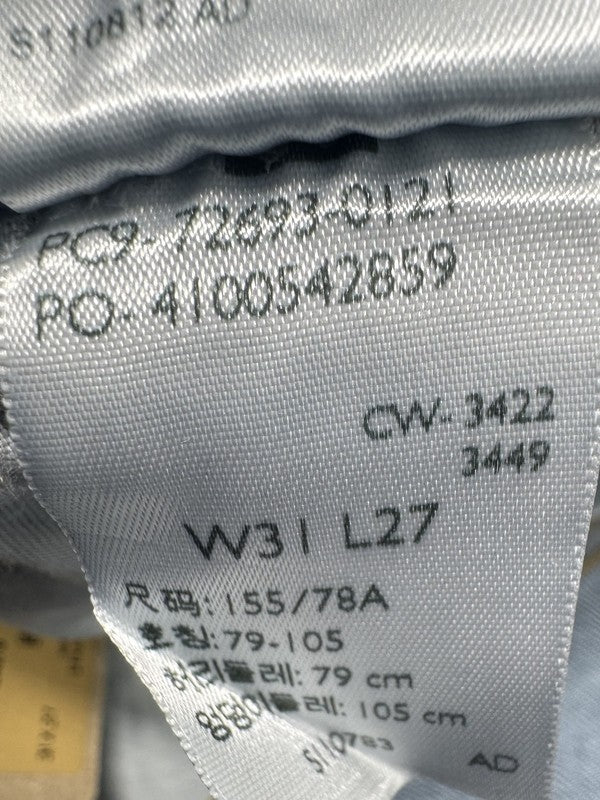 S110812 AD
PC9-72693-0121
PO-4100542859
CW-3422
3449
W31 L27
尺码: 155/78A
호칭: 79-105
허리둘레: 79 cm
엉덩이둘레: 105 cm
S110783 AD